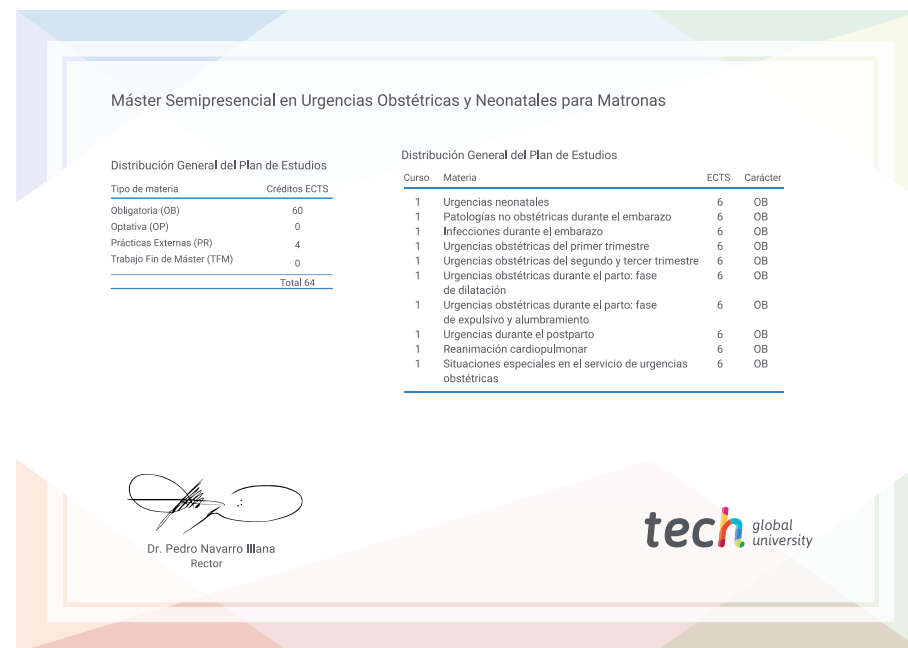 Máster Semipresencial en Urgencias Obstétricas y Neonatales para Matronas
Distribución General del Plan de Estudios
Tipo de materia Créditos ECTS
Obligatoria (OB) 60
Optativa (OP) 0
Prácticas Externas (PR) 4
Trabajo Fin de Máster (TFM) 0
Total 64
Distribución General del Plan de Estudios
Curso Materia ECTS Carácter
1 Urgencias neonatales 6 OB
1 Patologías no obstétricas durante el embarazo 6 OB
1 Infecciones durante el embarazo 6 OB
1 Urgencias obstétricas del primer trimestre 6 OB
1 Urgencias obstétricas del segundo y tercer trimestre 6 OB
1 Urgencias obstétricas durante el parto: fase 6 OB
de dilatación
1 Urgencias obstétricas durante el parto: fase 6 OB
de expulsivo y alumbramiento
1 Urgencias durante el postparto 6 OB
1 Reanimación cardiopulmonar 6 OB
1 Situaciones especiales en el servicio de urgencias 6 OB
obstétricas
Dr. Pedro Navarro Illana
Rector
tech global
university